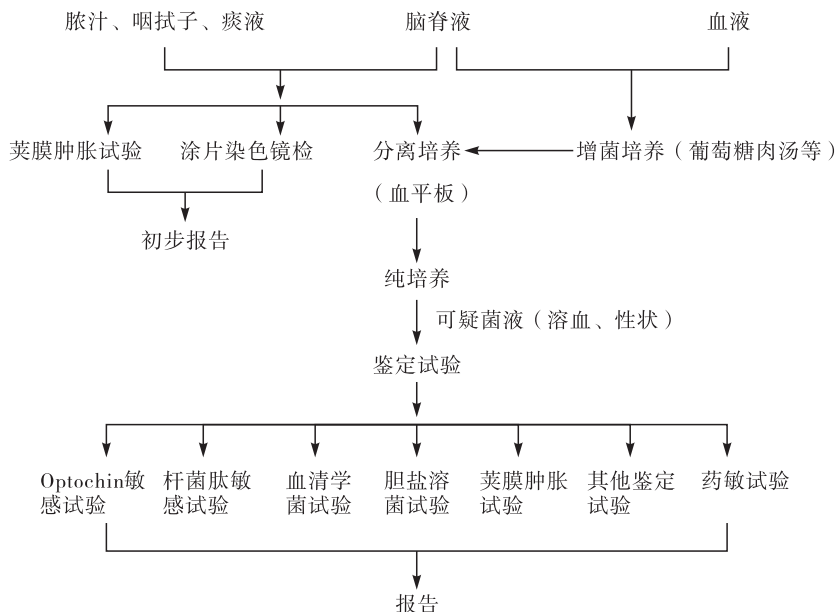 脓汁、咽拭子、痰液
脑脊液
血液
荚膜肿胀试验
涂片染色镜检
分离培养
增菌培养（葡萄糖肉汤等）
（血平板）
初步报告
纯培养
可疑菌液（溶血、性状）
鉴定试验
Optochin敏
感试验
杆菌肽敏
感试验
血清学
菌试验
胆盐溶
菌试验
荚膜肿胀
试验
其他鉴定
试验
药敏试验
报告